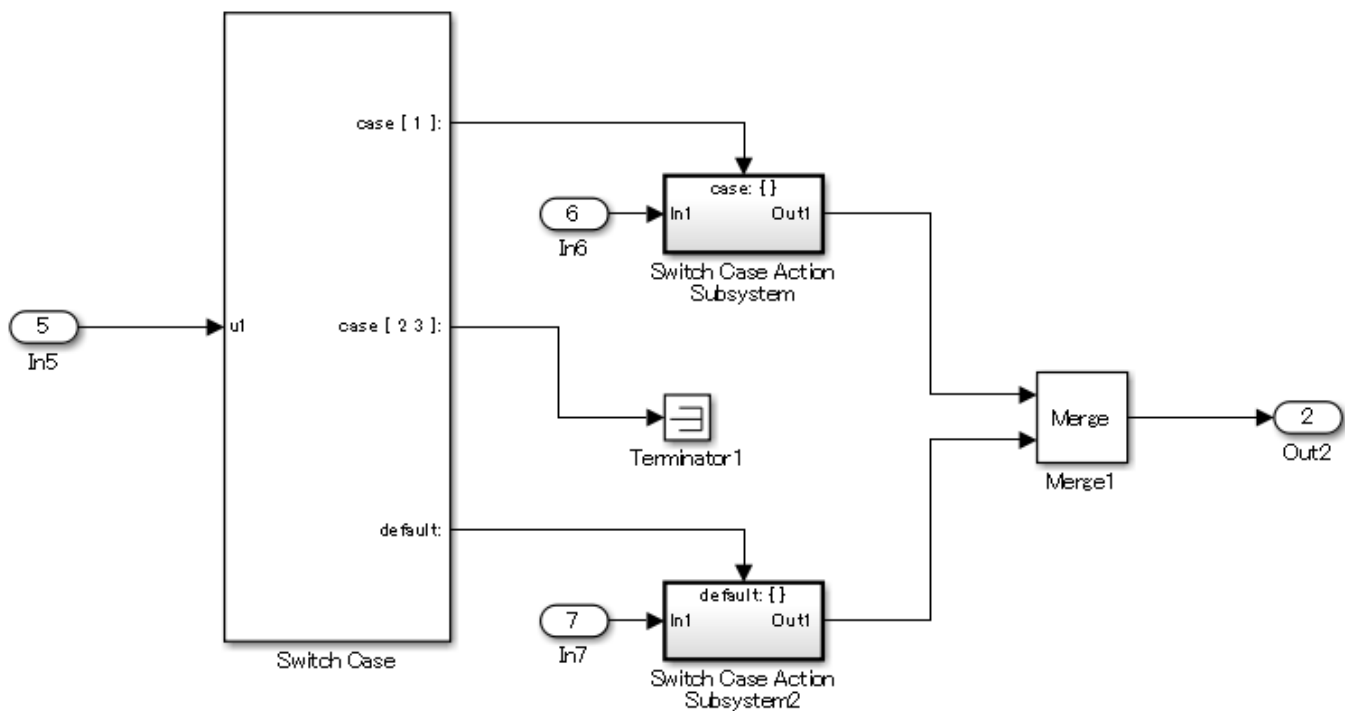 case [ 1 ]:
case: { }
In1
Out1
6
In6
Switch Case Action
Subsystem
5
In5
u1
case [ 2 3 ]:
Terminator1
Merge
Merge1
2
Out2
default:
default: { }
In1
Out1
7
In7
Switch Case
Switch Case Action
Subsystem2